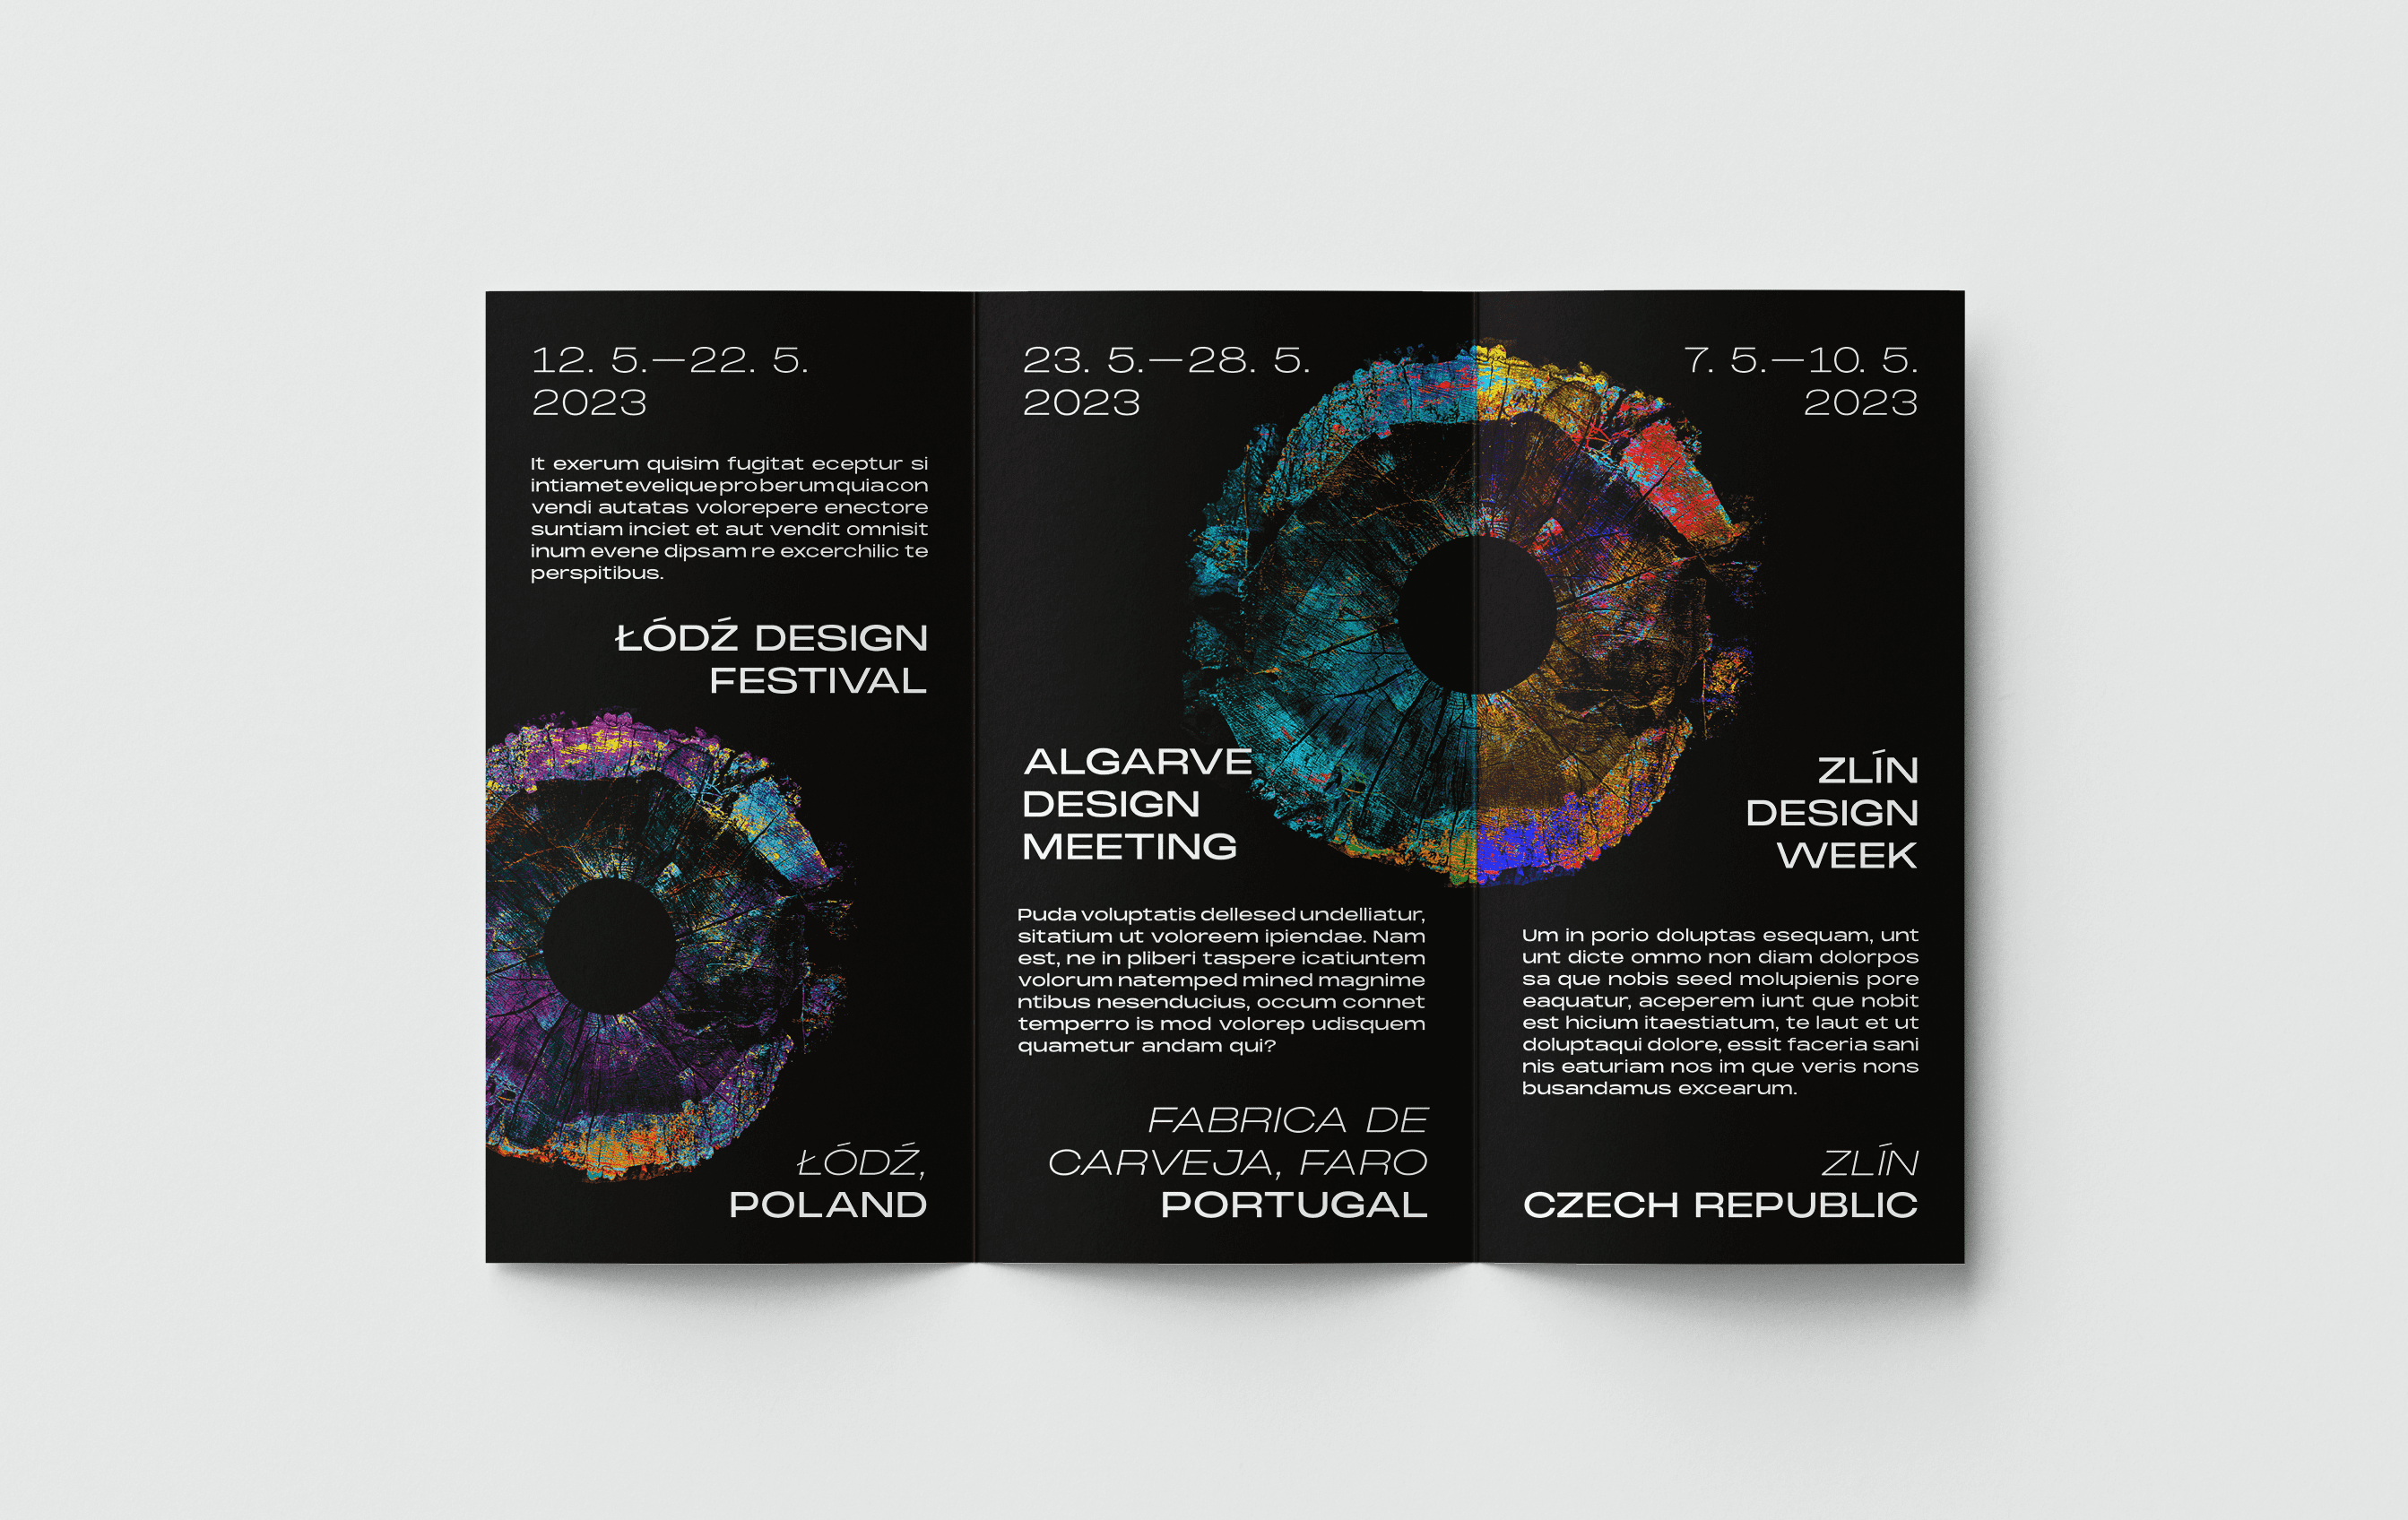 12. 5.—22. 5.
2023
It exerum quisim fugitat eceptur si
intiamet evelique pro berum quia con
vendi autatas volorepere enectore
suntiam inciet et aut vendit omnisit
inum evene dipsam re excerchilic te
perspitibus.
ŁÓDŹ DESIGN
FESTIVAL
ŁÓDŹ,
POLAND
23. 5.—28. 5.
2023
ALGARVE
DESIGN
MEETING
Puda voluptatis dellesed undelliatur,
sitatium ut voloreem ipiendae. Nam
est, ne in pliberi taspere icatiuntem
volorum natemped mined magnime
ntibus nesenducius, occum connet
temperro is mod volorep udisquem
quametur andam qui?
FABRICA DE
CARVEJA, FARO
PORTUGAL
7. 5.—10. 5.
2023
ZLÍN
DESIGN
WEEK
Um in porio doluptas esequam, unt
unt dicte ommo non diam dolorpos
sa que nobis seed molupienis pore
eaquatur, aceperem iunt que nobit
est hicium itaestiatum, te laut et ut
doluptaqui dolore, essit faceria sani
nis eaturiam nos im que veris nons
busandamus excearum.
ZLÍN
CZECH REPUBLIC